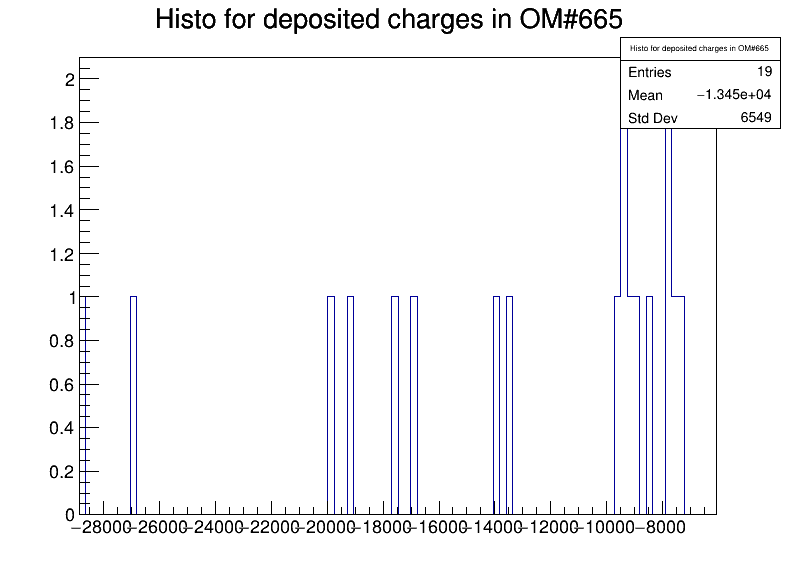 Histo for deposited charges in OM#665
Histo for deposited charges in OM#665
Entries 19
Mean −1.345e+04
Std Dev 6549
2
1.8
1.6
1.4
1.2
1
0.8
0.6
0.4
0.2
0
−28000 −26000 −24000 −22000 −20000 −18000 −16000 −14000 −12000 −10000 −8000